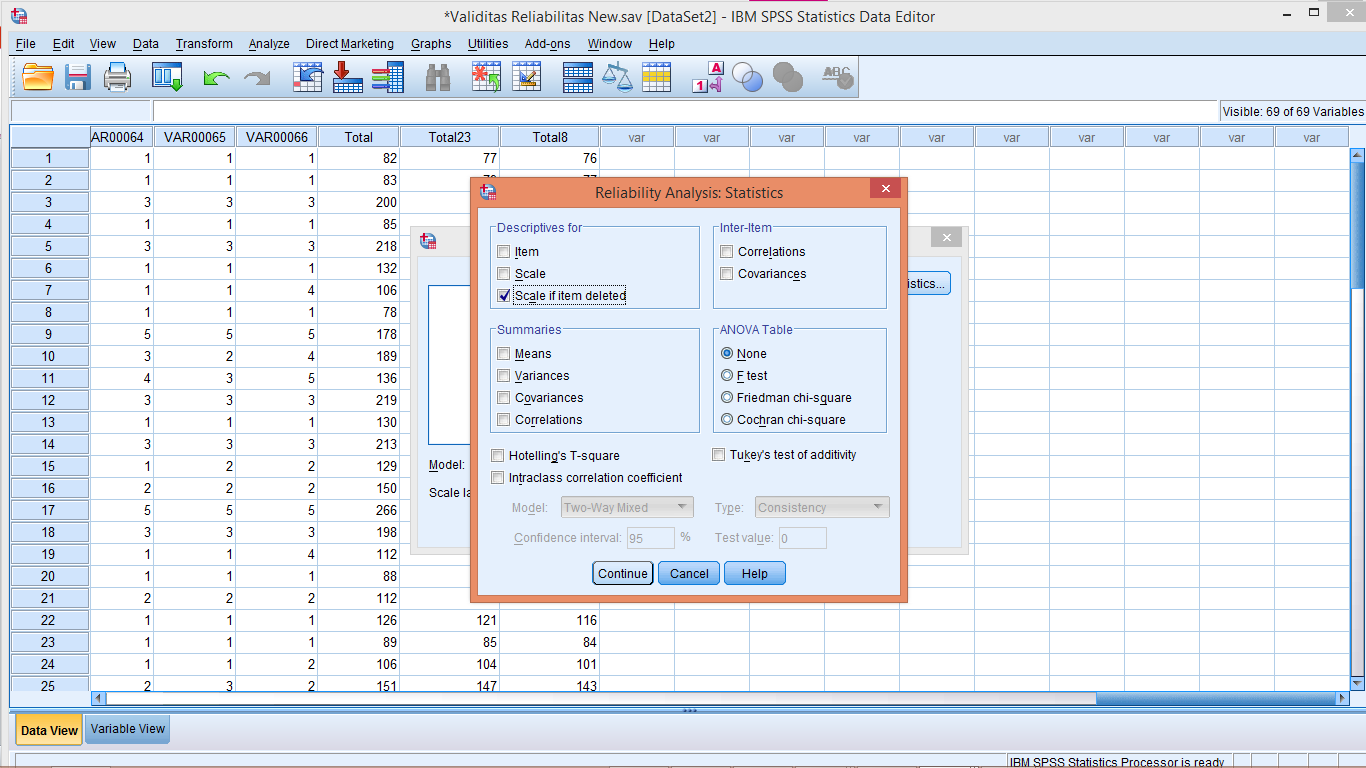 *Validitas Reliabilitas New.sav [DataSet2] - IBM SPSS Statistics Data Editor
File Edit View Data Transform Analyze Direct Marketing Graphs Utilities Add-ons Window Help
Visible: 69 of 69 Variables
AR00064 VAR00065 VAR00066 Total Total23 Total8 var var var var var var var var var var
1 1 1 1 82 77 76
2 1 1 1 83
3 3 3 3 200
4 1 1 1 85
5 3 3 3 218
6 1 1 1 132
7 1 1 4 106
8 1 1 1 78
9 5 5 5 178
10 3 2 4 189
11 4 3 5 136
12 3 3 3 219
13 1 1 1 130
14 3 3 3 213
15 1 2 2 129
16 2 2 2 150
17 5 5 5 266
18 3 3 3 198
19 1 1 4 112
20 1 1 1 88
21 2 2 2 112
22 1 1 1 126 121 116
23 1 1 1 89 85 84
24 1 1 2 106 104 101
25 2 3 2 151 147 143
istics...
Model:
Scale la
Reliability Analysis: Statistics
Descriptives for
Item
Scale
Scale if item deleted
Inter-Item
Correlations
Covariances
Summaries
Means
Variances
Covariances
Correlations
ANOVA Table
None
F test
Friedman chi-square
Cochran chi-square
Hotelling's T-square
Tukey's test of additivity
Intraclass correlation coefficient
Model: Two-Way Mixed Type: Consistency
Confidence interval: 95 % Test value: 0
Continue Cancel Help
Data View Variable View
IBM SPSS Statistics Processor is ready